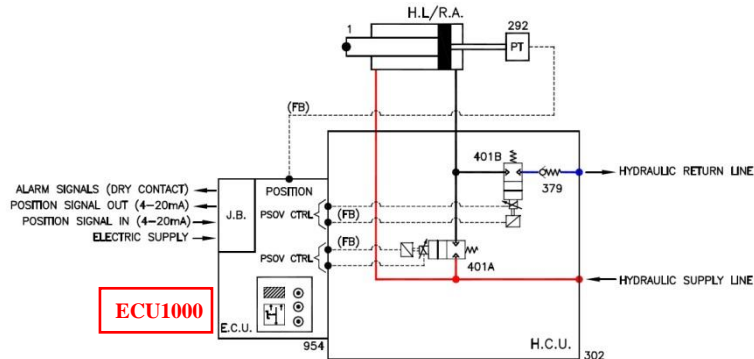 H.L/R.A.
1
292
PT
(FB)
401B
379
HYDRAULIC RETURN LINE
ALARM SIGNALS (DRY CONTACT)
POSITION SIGNAL OUT (4-20mA)
POSITION SIGNAL IN (4-20mA)
ELECTRIC SUPPLY
J.B.
POSITION
PSOV CTRL
(FB)
(FB)
PSOV CTRL
401A
HYDRAULIC SUPPLY LINE
ECU1000
E.C.U.
954
H.C.U.
302